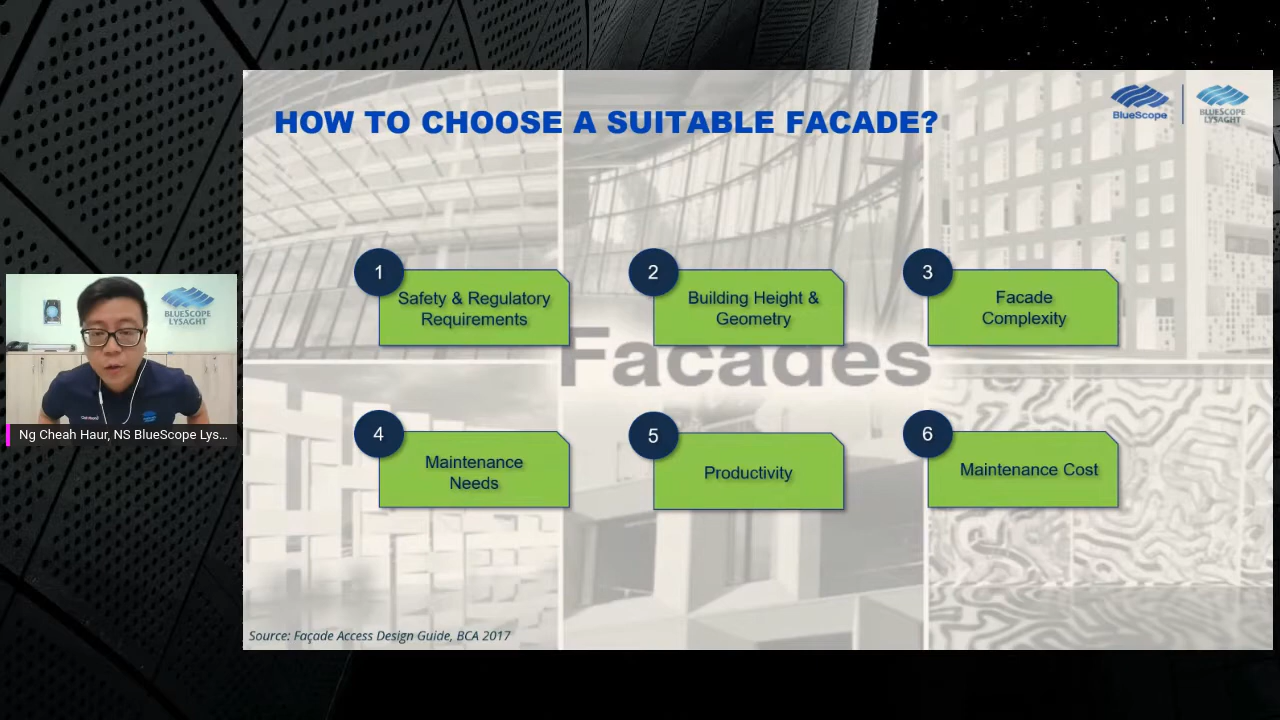 HOW TO CHOOSE A SUITABLE FACADE?
BlueScope
BLUESCOPE
LYSAGHT
1
Safety & Regulatory
Requirements
2
Building Height &
Geometry
3
Facade
Complexity
Facades
4
Maintenance
Needs
5
Productivity
6
Maintenance Cost
Source: Façade Access Design Guide, BCA 2017
BLUESCOPE
LYSAGHT
Ng Cheah Haur, NS BlueScope Lys...